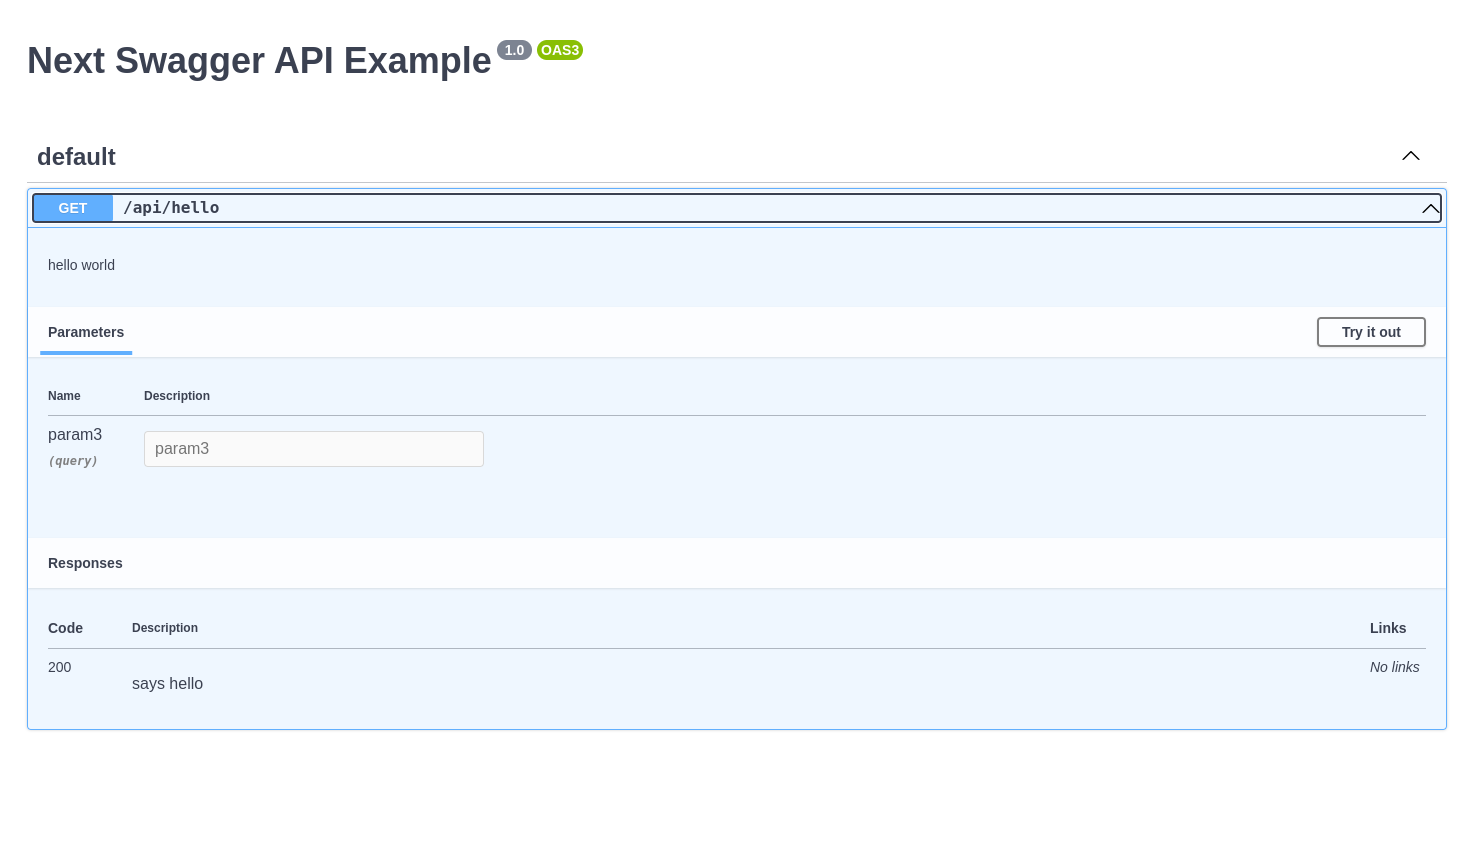 Next Swagger API Example 1.0 OAS3
default
GET /api/hello
hello world
Parameters Try it out
Name Description
param3 param3
(query)
Responses
Code Description Links
200 No links
says hello